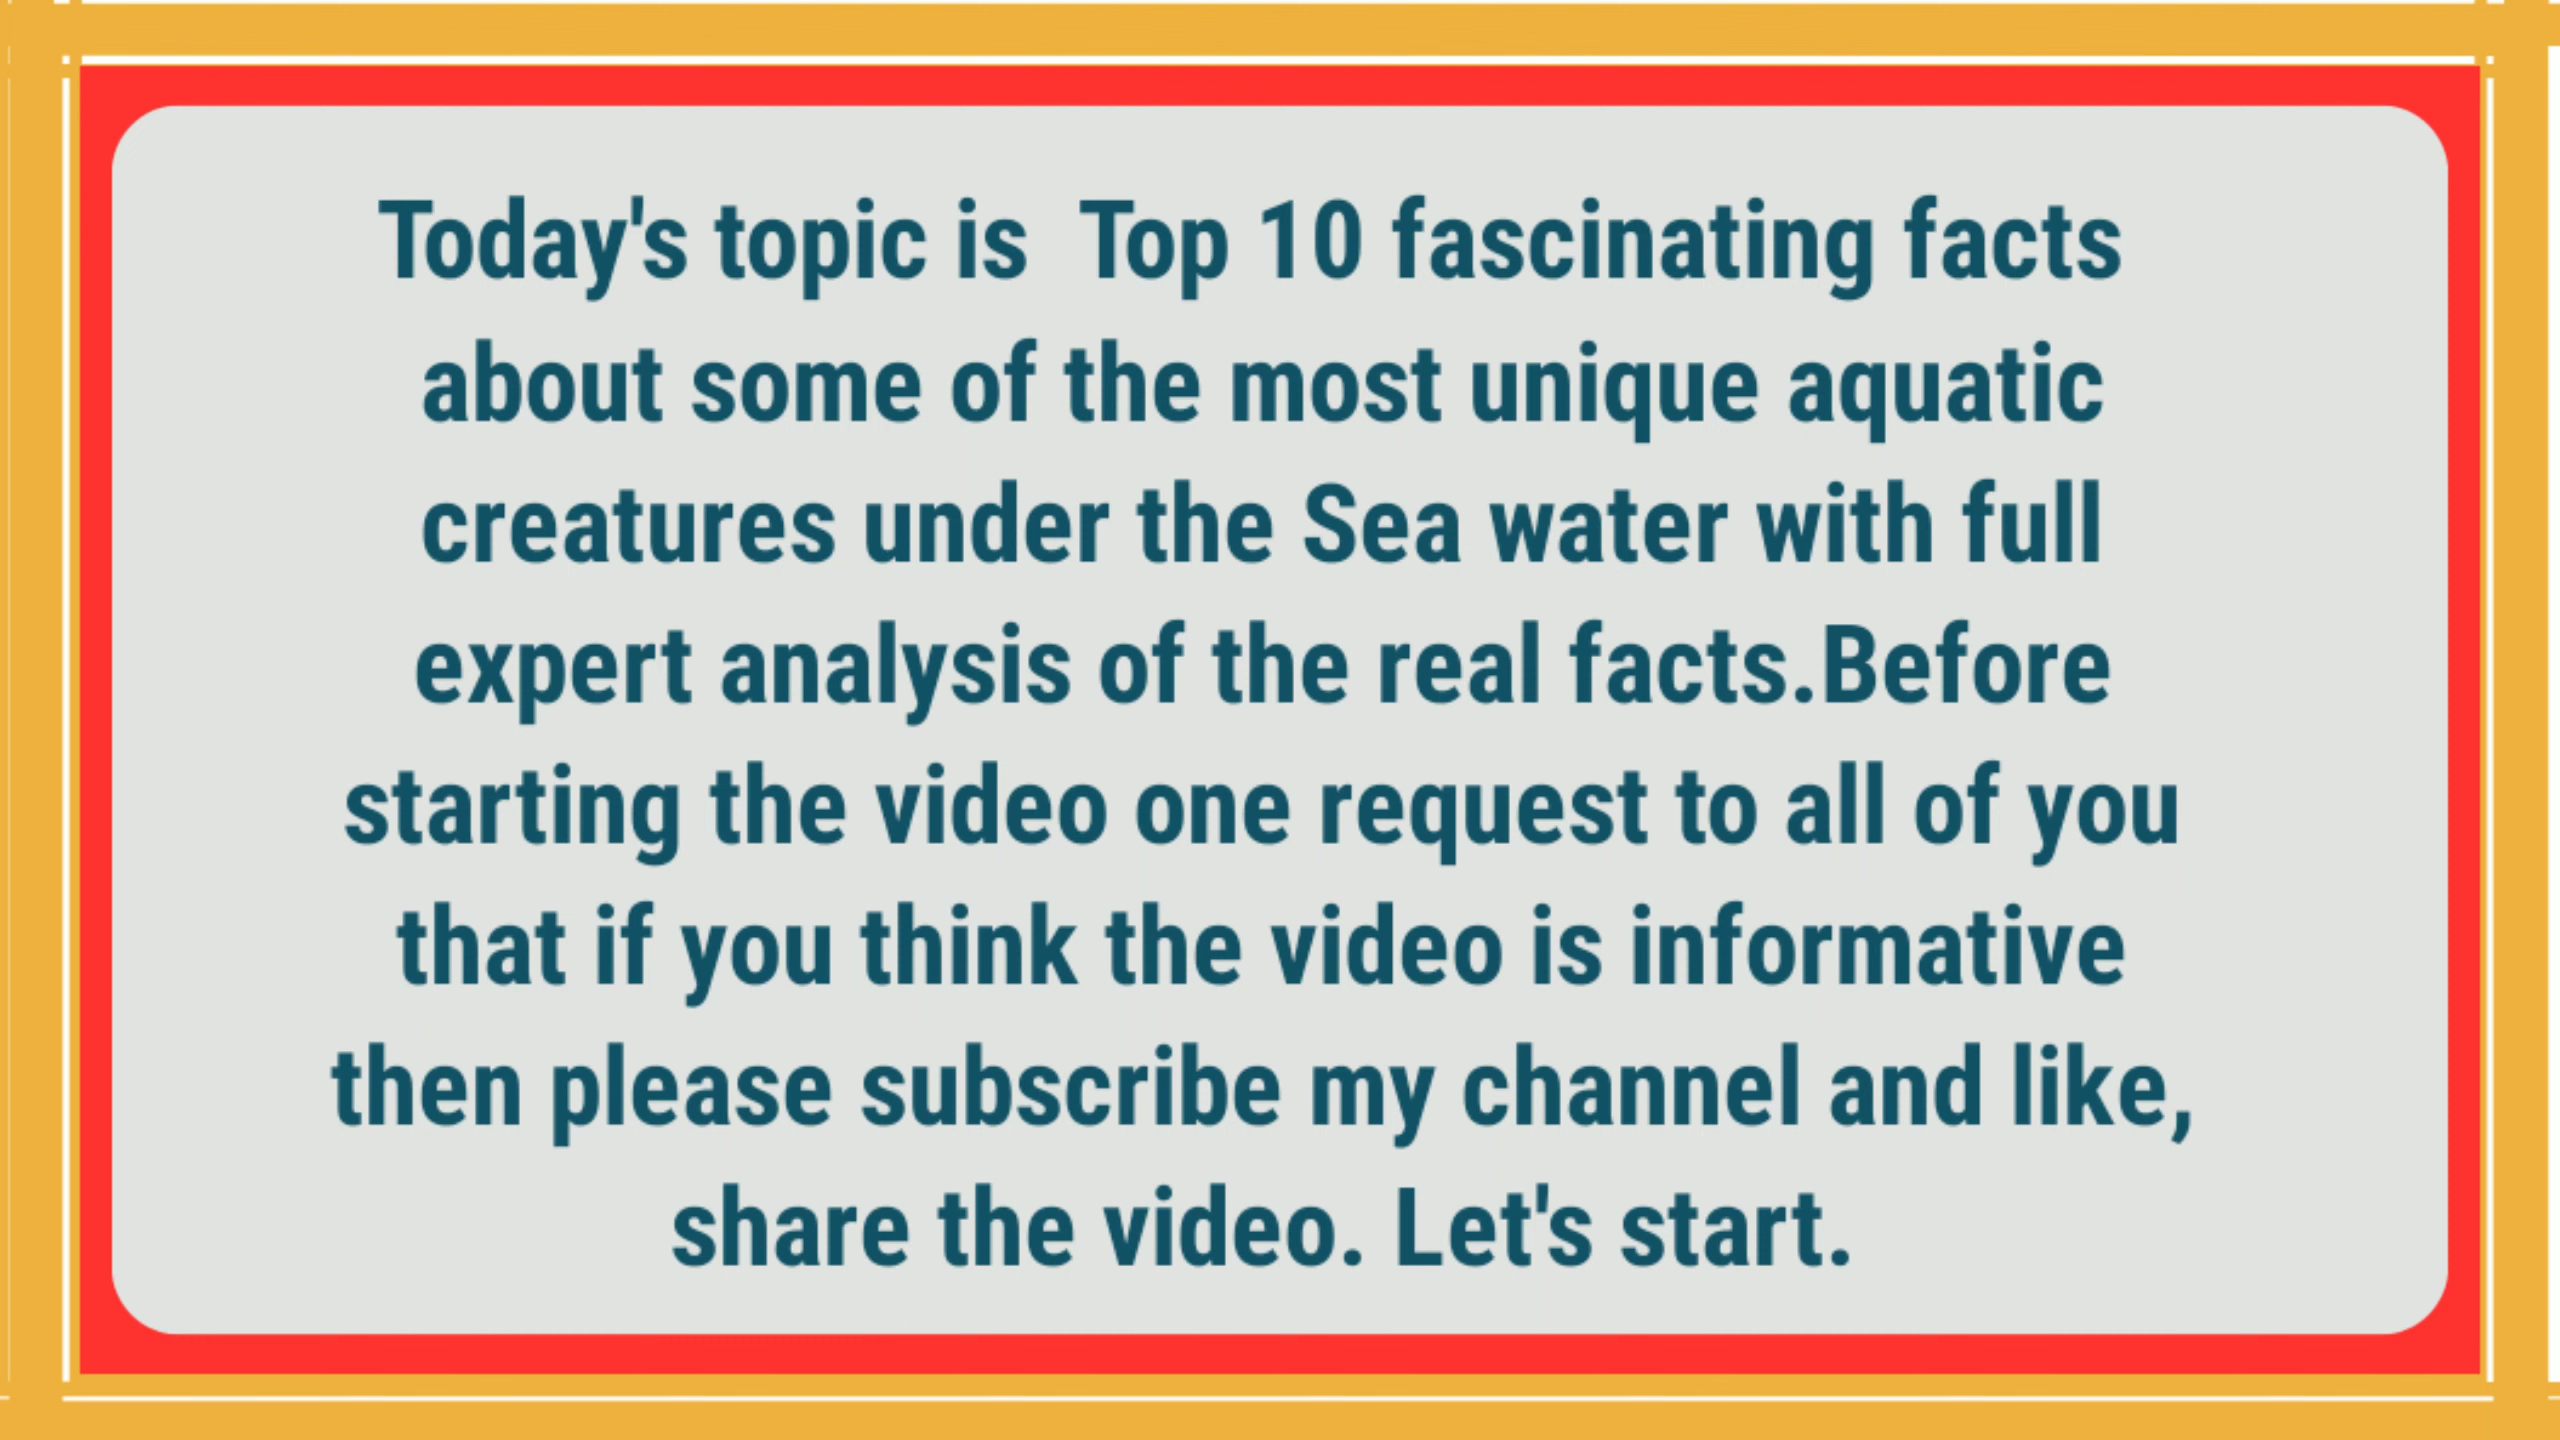 Today's topic is  Top 10 fascinating facts
about some of the most unique aquatic
creatures under the Sea water with full
expert analysis of the real facts.Before
starting the video one request to all of you
that if you think the video is informative
then please subscribe my channel and like,
share the video. Let's start.